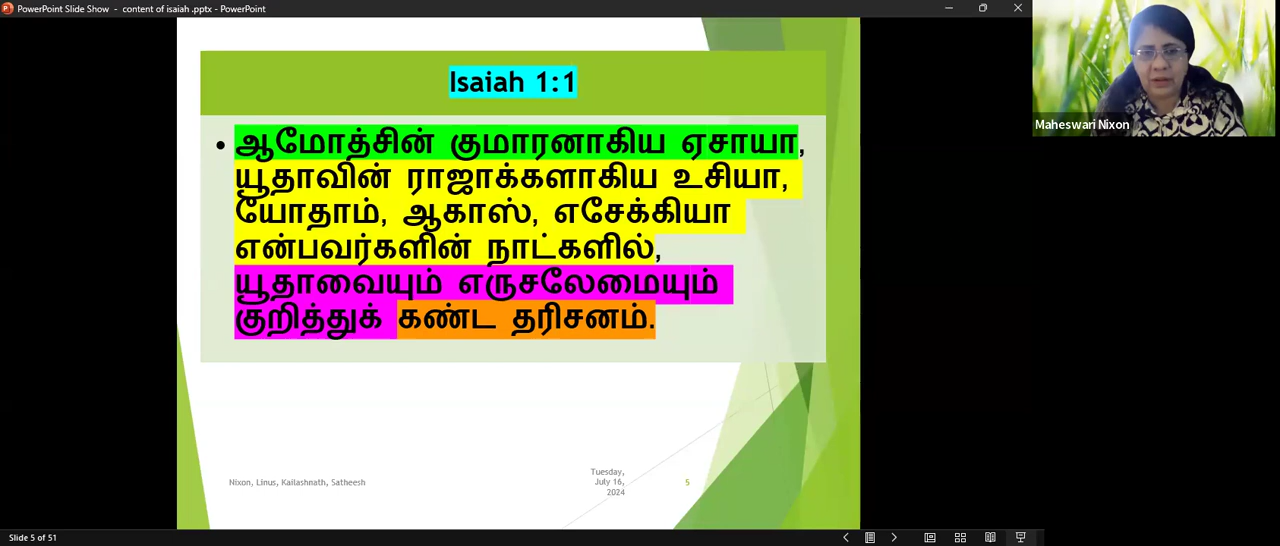 PowerPoint Slide Show - content of isaiah .pptx - PowerPoint
Isaiah 1:1
• ஆமோத்சின் குமாரனாகிய ஏசாயா,
யூதாவின் ராஜாக்களாகிய உசியா,
யோதாம், ஆகாஸ், எசேக்கியா
என்பவர்களின் நாட்களில்,
யூதாவையும் எருசலேமையும்
குறித்துக் கண்ட தரிசனம்.
Maheswari Nixon
Nixon, Linus, Kailashnath, Satheesh
Tuesday,
July 16,
2024
5
Slide 5 of 51